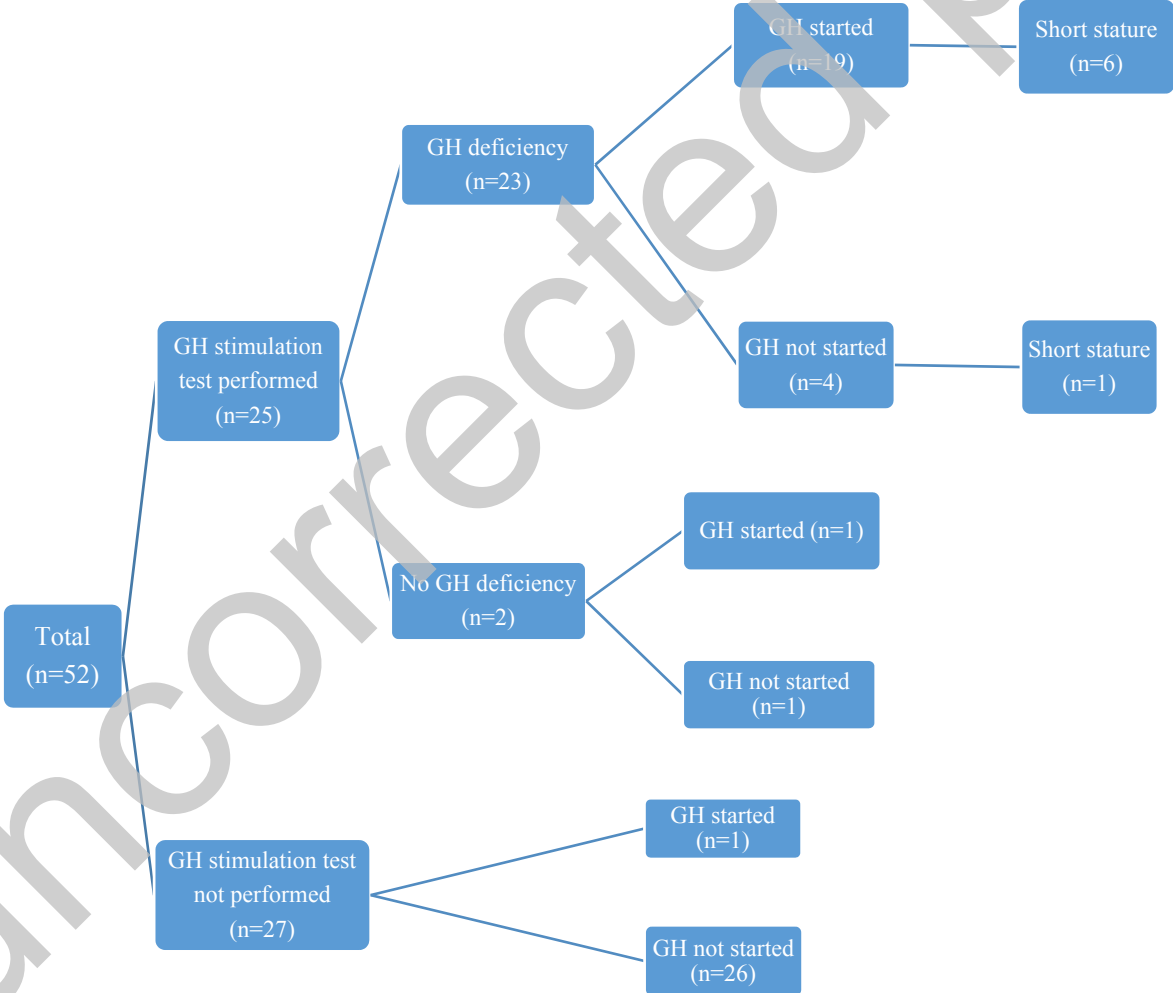 GH started
(n=19)
Short stature
(n=6)
GH deficiency
(n=23)
GH stimulation
test performed
(n=25)
GH not started
(n=4)
Short stature
(n=1)
GH started (n=1)
No GH deficiency
(n=2)
Total
(n=52)
GH not started
(n=1)
GH started
(n=1)
GH stimulation test
not performed
(n=27)
GH not started
(n=26)
uncorrected p